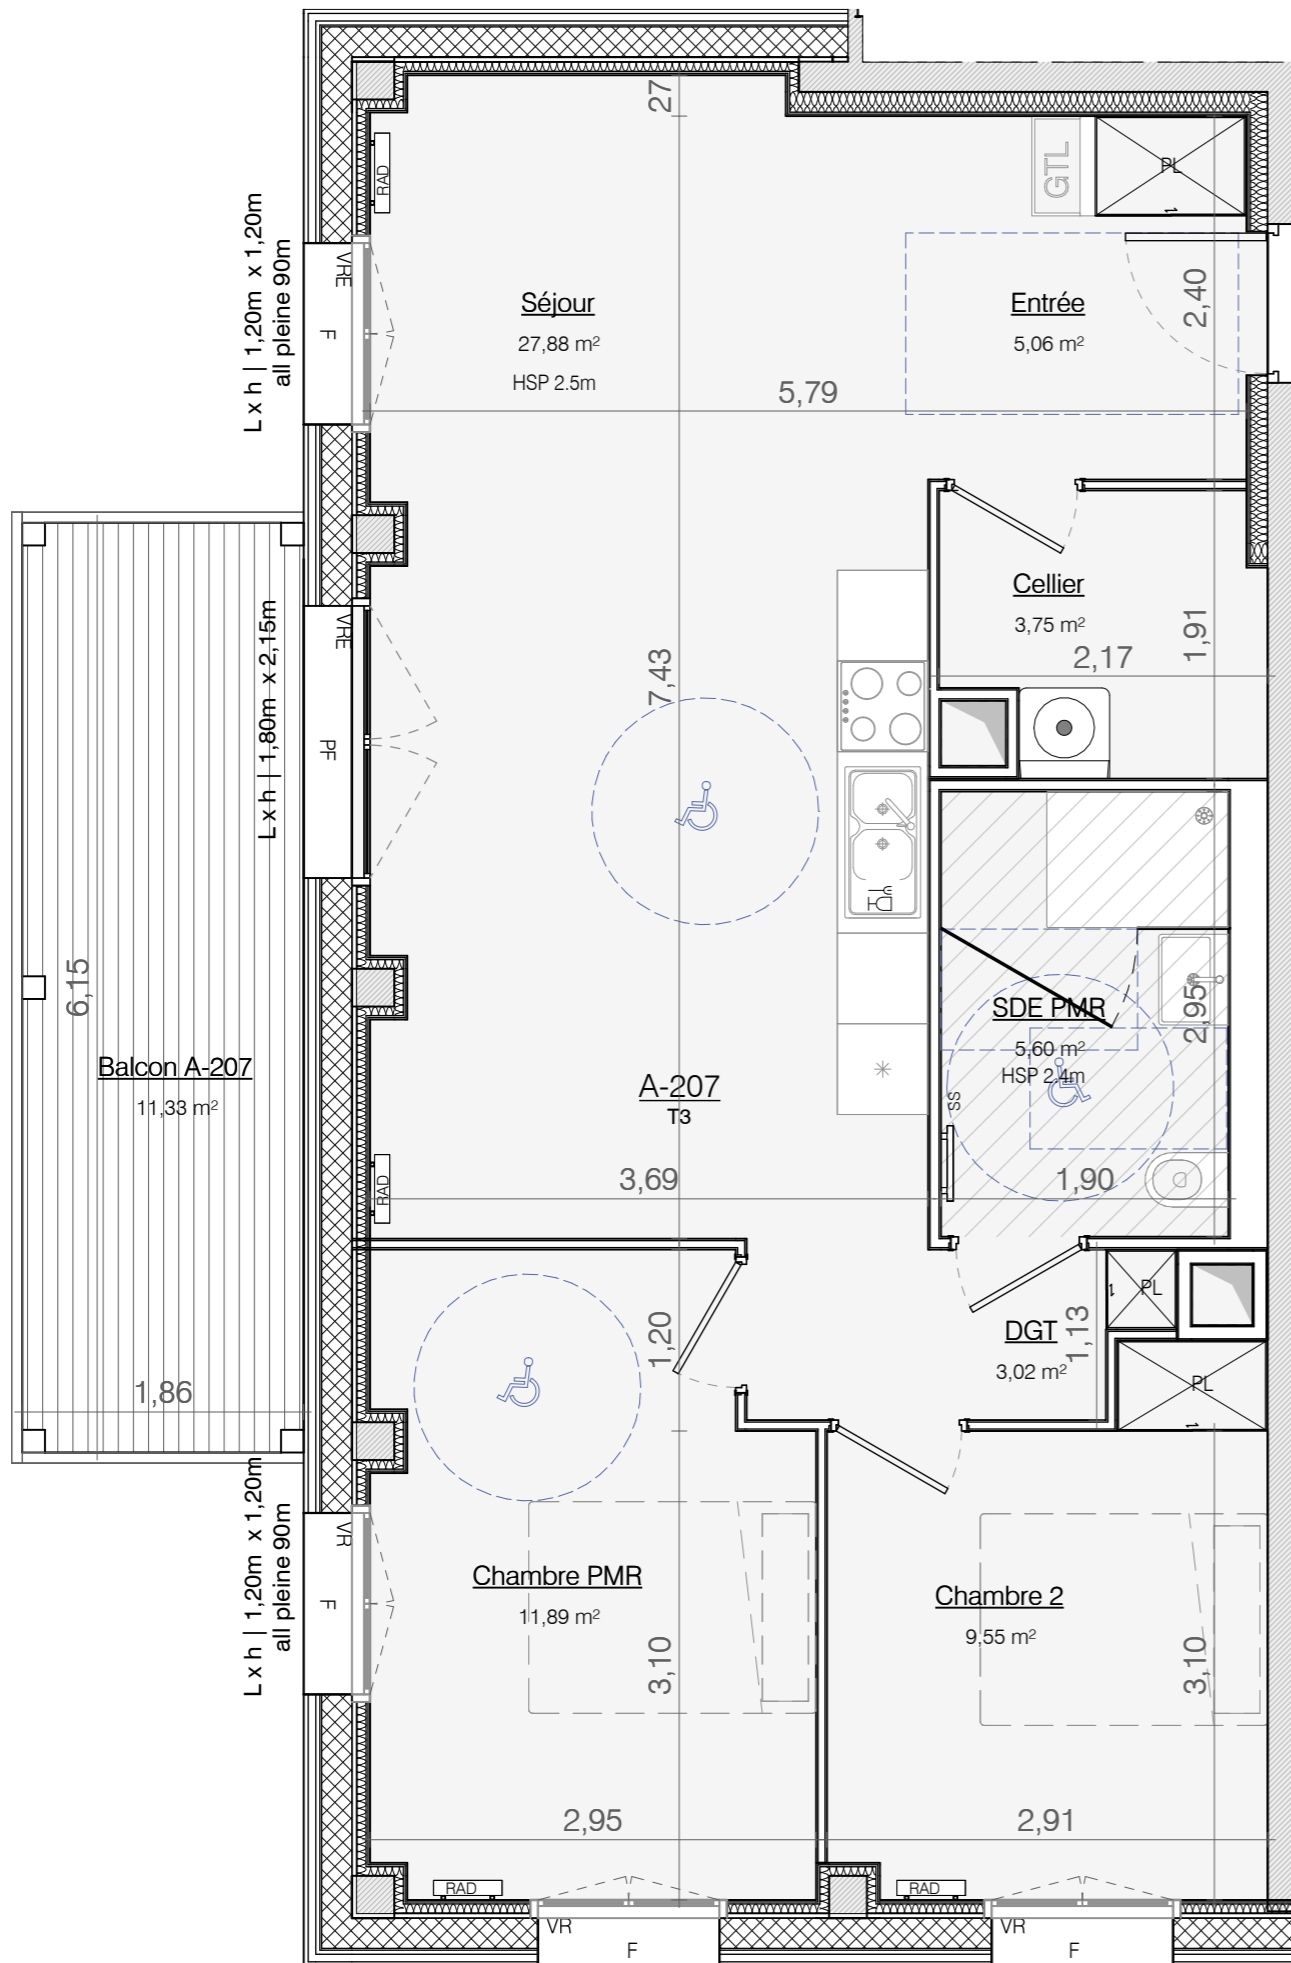 27
RAD
GTL
PL
L x h | 1,20m x 1,20m
all pleine 90m
VRE
F
Séjour
27,88 m²
HSP 2.5m
Entrée
5,06 m²
2,40
5,79
Cellier
3,75 m²
1,91
2,17
L x h | 1,80m x 2,15m
VRE
PF
7,43
6,15
Balcon A-207
11,33 m²
SDE PMR
5,60 m²
HSP 2.4m
2,95
SS
A-207
T3
RAD
3,69
1,90
1,86
1,20
DGT
3,02 m²
1,13
PL
PL
L x h | 1,20m x 1,20m
all pleine 90m
VR
F
Chambre PMR
11,89 m²
3,10
Chambre 2
9,55 m²
3,10
2,95
2,91
RAD
RAD
VR
F
VR
F